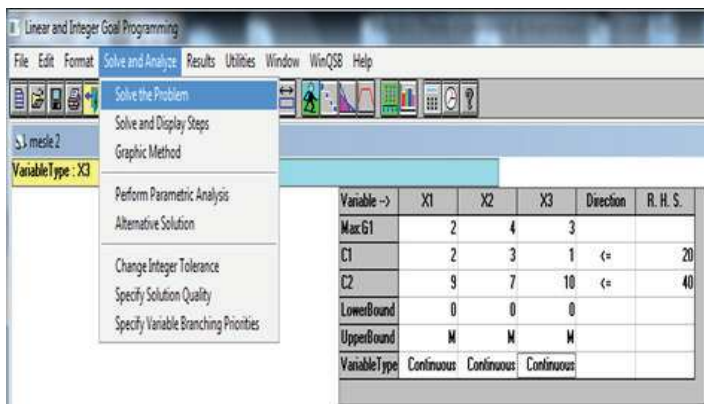 Linear and Integer Goal Programming
File Edit Format Solve and Analyze Results Utilities Window WinQSB Help
Solve the Problem
Solve and Display Steps
Graphic Method
Perform Parametric Analysis
Alternative Solution
Change Integer Tolerance
Specify Solution Quality
Specify Variable Branching Priorities
mesle 2
VariableType : X3
Variable --> X1 X2 X3 Direction R. H. S.
Max:G1 2 4 3
C1 2 3 1 <= 20
C2 9 7 10 <= 40
LowerBound 0 0 0
UpperBound M M M
VariableType Continuous Continuous Continuous